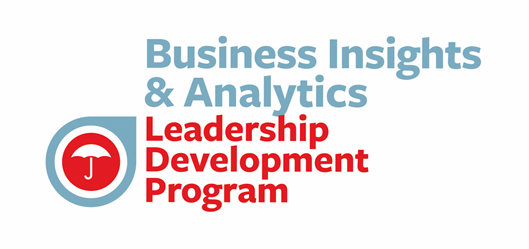 Business Insights
& Analytics
Leadership
Development
Program